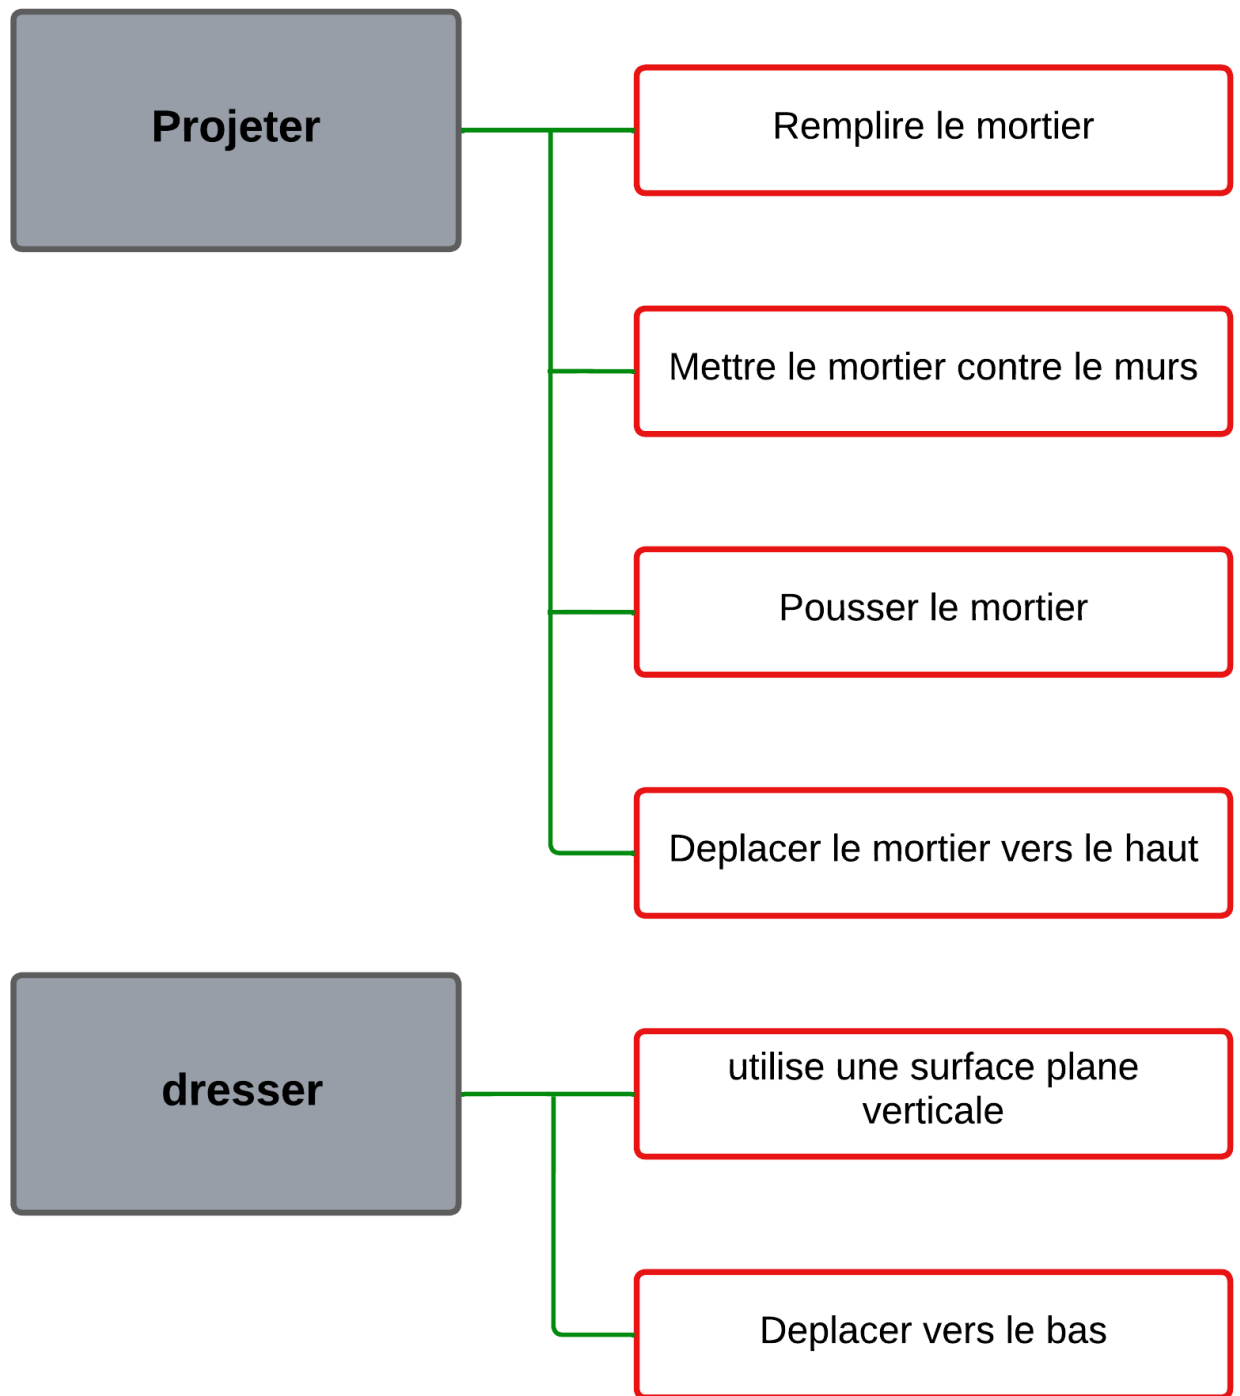 Projeter
Remplire le mortier
Mettre le mortier contre le murs
Pousser le mortier
Deplacer le mortier vers le haut
dresser
utilise une surface plane
verticale
Deplacer vers le bas